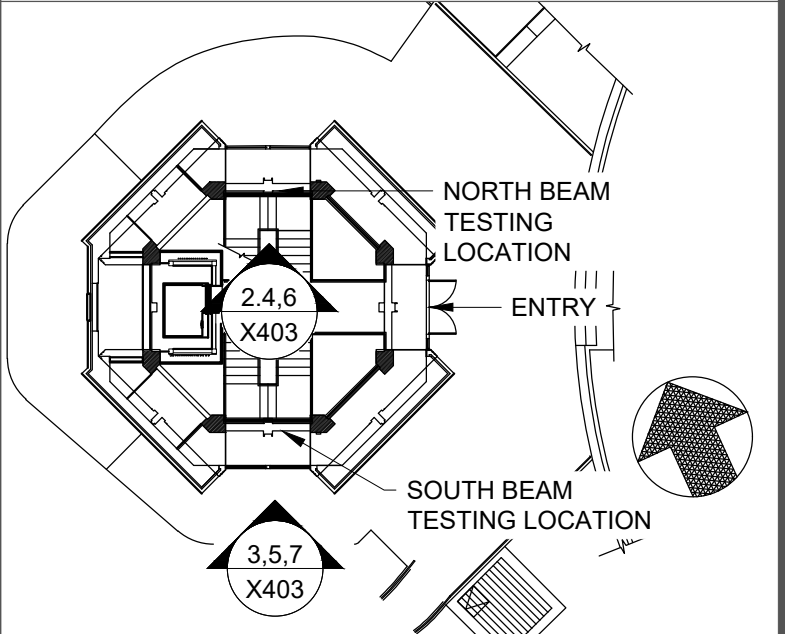 NORTH BEAM
TESTING
LOCATION
2.4,6
X403
ENTRY
SOUTH BEAM
TESTING LOCATION
3,5,7
X403